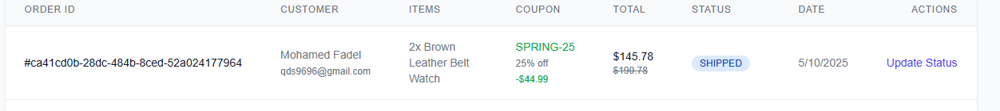 ORDER ID CUSTOMER ITEMS COUPON TOTAL STATUS DATE ACTIONS
#ca41cd0b-28dc-484b-8ced-52a024177964
Mohamed Fadel
qds9696@gmail.com
2x Brown
Leather Belt
Watch
SPRING-25
25% off
-$44.99
$145.78
$199.78
SHIPPED
5/10/2025
Update Status